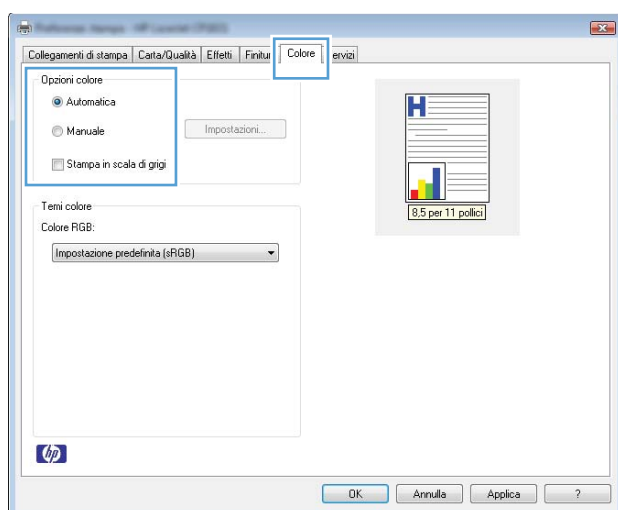 Collegamenti di stampa Carta/Qualità Effetti Finitur Colore ervizi
Opzioni colore
Automatica
Manuale Impostazioni...
Stampa in scala di grigi
H
8,5 per 11 pollici
Temi colore
Colore RGB:
Impostazione predefinita (sRGB)
hp
OK Annulla Applica ?